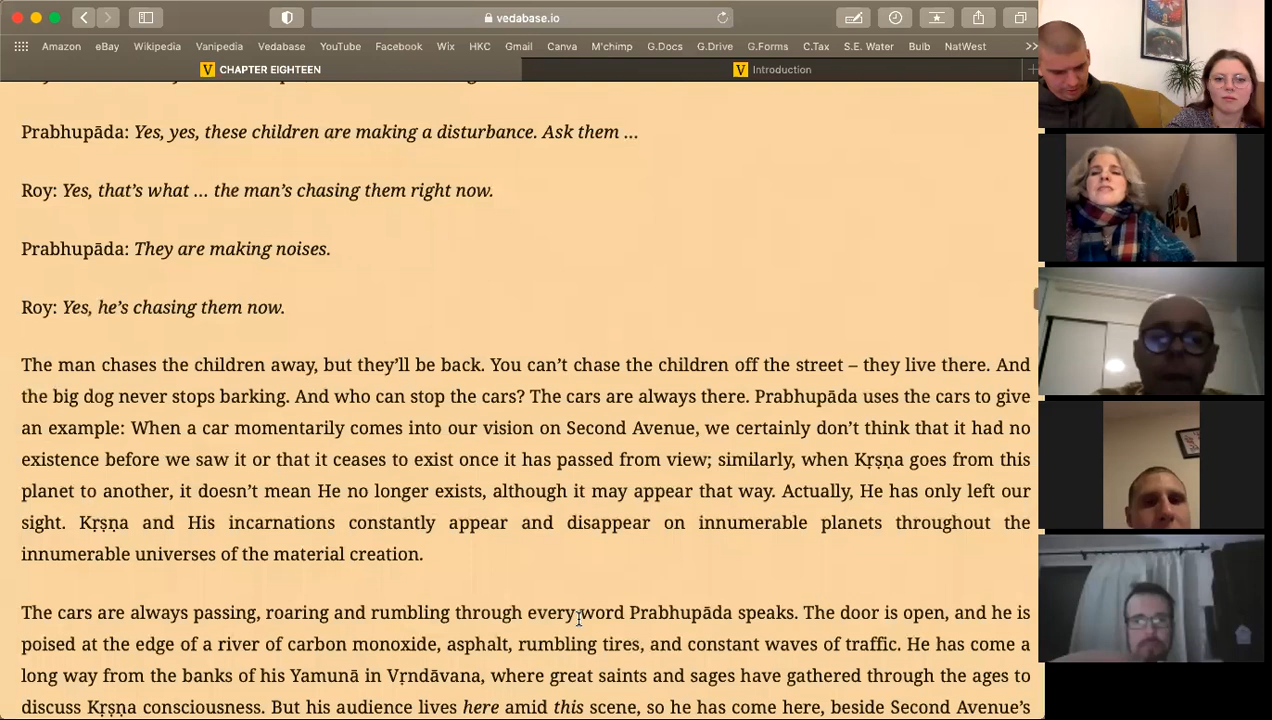 vedabase.io
Amazon eBay Wikipedia Vanipedia Vedabase YouTube Facebook Wix HKC Gmail Canva M'chimp G.Docs G.Drive G.Forms C.Tax S.E. Water Bulb NatWest >>
V CHAPTER EIGHTEEN V Introduction
Prabhupāda: Yes, yes, these children are making a disturbance. Ask them …
Roy: Yes, that’s what … the man’s chasing them right now.
Prabhupāda: They are making noises.
Roy: Yes, he’s chasing them now.
The man chases the children away, but they’ll be back. You can’t chase the children off the street – they live there. And
the big dog never stops barking. And who can stop the cars? The cars are always there. Prabhupāda uses the cars to give
an example: When a car momentarily comes into our vision on Second Avenue, we certainly don’t think that it had no
existence before we saw it or that it ceases to exist once it has passed from view; similarly, when Kṛṣṇa goes from this
planet to another, it doesn’t mean He no longer exists, although it may appear that way. Actually, He has only left our
sight. Kṛṣṇa and His incarnations constantly appear and disappear on innumerable planets throughout the
innumerable universes of the material creation.
The cars are always passing, roaring and rumbling through every word Prabhupāda speaks. The door is open, and he is
poised at the edge of a river of carbon monoxide, asphalt, rumbling tires, and constant waves of traffic. He has come a
long way from the banks of his Yamunā in Vṛndāvana, where great saints and sages have gathered through the ages to
discuss Kṛṣṇa consciousness. But his audience lives here amid this scene, so he has come here, beside Second Avenue’s